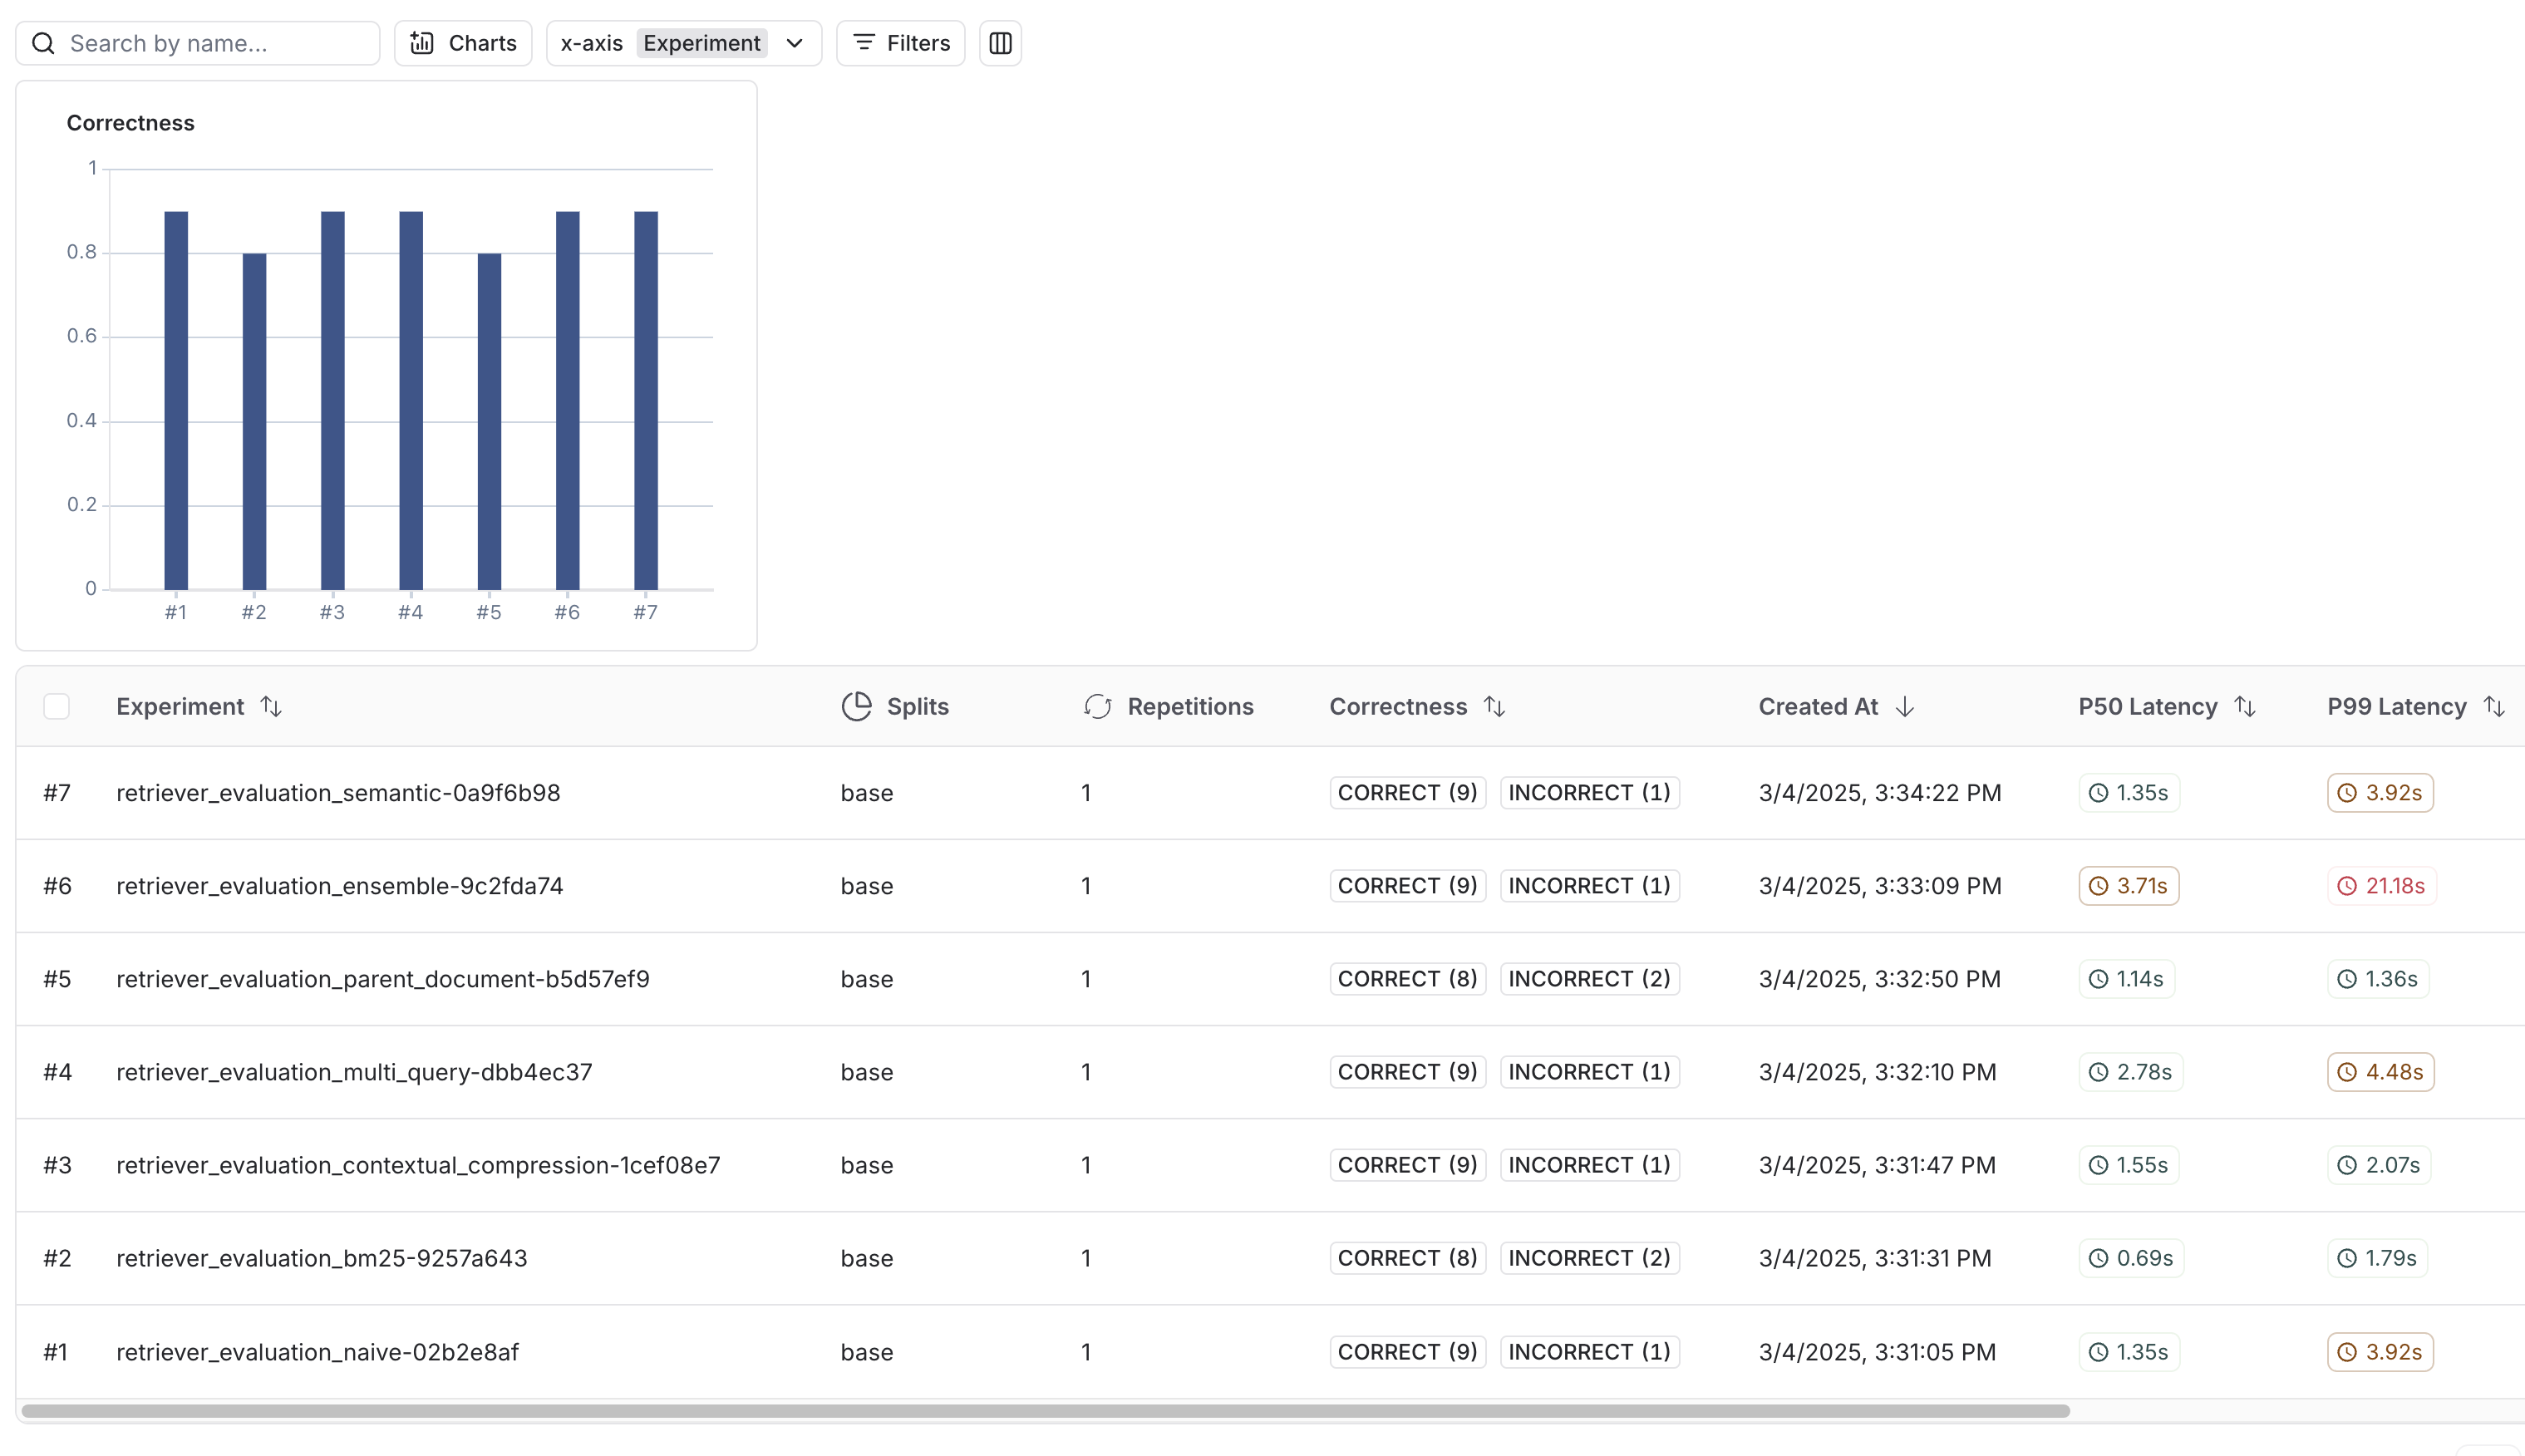 Search by name... Charts x-axis Experiment Filters
Correctness
1
0.8
0.6
0.4
0.2
0
#1 #2 #3 #4 #5 #6 #7
Experiment Splits Repetitions Correctness Created At P50 Latency P99 Latency
#7 retriever_evaluation_semantic-0a9f6b98 base 1 CORRECT (9) INCORRECT (1) 3/4/2025, 3:34:22 PM 1.35s 3.92s
#6 retriever_evaluation_ensemble-9c2fda74 base 1 CORRECT (9) INCORRECT (1) 3/4/2025, 3:33:09 PM 3.71s 21.18s
#5 retriever_evaluation_parent_document-b5d57ef9 base 1 CORRECT (8) INCORRECT (2) 3/4/2025, 3:32:50 PM 1.14s 1.36s
#4 retriever_evaluation_multi_query-dbb4ec37 base 1 CORRECT (9) INCORRECT (1) 3/4/2025, 3:32:10 PM 2.78s 4.48s
#3 retriever_evaluation_contextual_compression-1cef08e7 base 1 CORRECT (9) INCORRECT (1) 3/4/2025, 3:31:47 PM 1.55s 2.07s
#2 retriever_evaluation_bm25-9257a643 base 1 CORRECT (8) INCORRECT (2) 3/4/2025, 3:31:31 PM 0.69s 1.79s
#1 retriever_evaluation_naive-02b2e8af base 1 CORRECT (9) INCORRECT (1) 3/4/2025, 3:31:05 PM 1.35s 3.92s